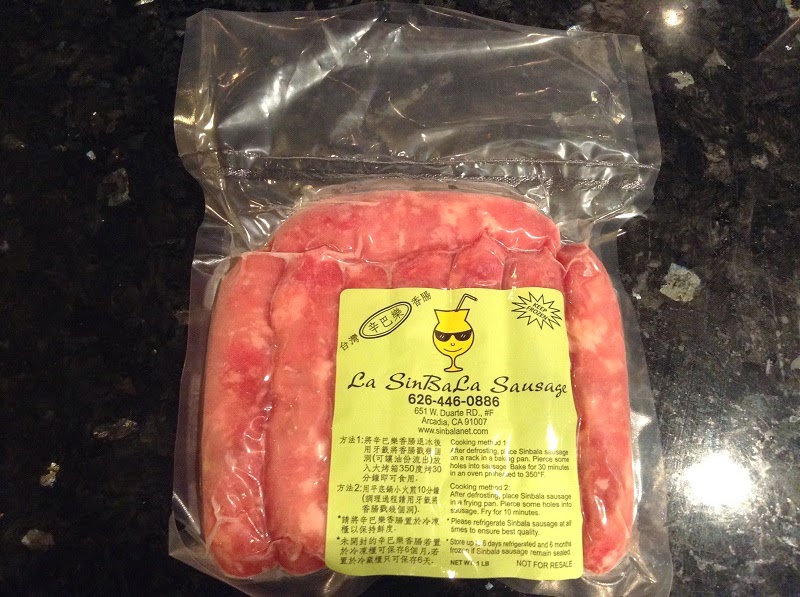 台灣 辛巴樂 香腸
KEEP
FROZEN
La SinBaLa Sausage
626-446-0886
651 W. Duarte RD., #F
Arcadia, CA 91007
www.sinbalanet.com
方法1:將辛巴樂香腸退冰後
用牙籤將香腸戳幾個
洞(可讓油份流出)放
入大烤箱350度烤30
分鐘即可食用.
方法2:用平底鍋小火煎10分鐘
(調理過程請用牙籤將
香腸戳幾個洞).
*請將辛巴樂香腸置於冷凍
櫃以保持鮮度.
*未開封的辛巴樂香腸若置
於冷凍櫃可保存6個月,若
置於冷藏櫃只可保存6天.
Cooking method 1:
After defrosting, place Sinbala sausage
on a rack in a baking pan. Pierce some
holes into sausage. Bake for 30 minutes
in an oven preheated to 350°F.
Cooking method 2:
After defrosting, place Sinbala sausage
in a frying pan. Pierce some holes into
sausage. Fry for 10 minutes.
*Please refrigerate Sinbala sausage at all
times to ensure best quality.
*Store up to 6 days refrigerated and 6 months
frozen if Sinbala sausage remain sealed.
NET WT. 1 LB NOT FOR RESALE